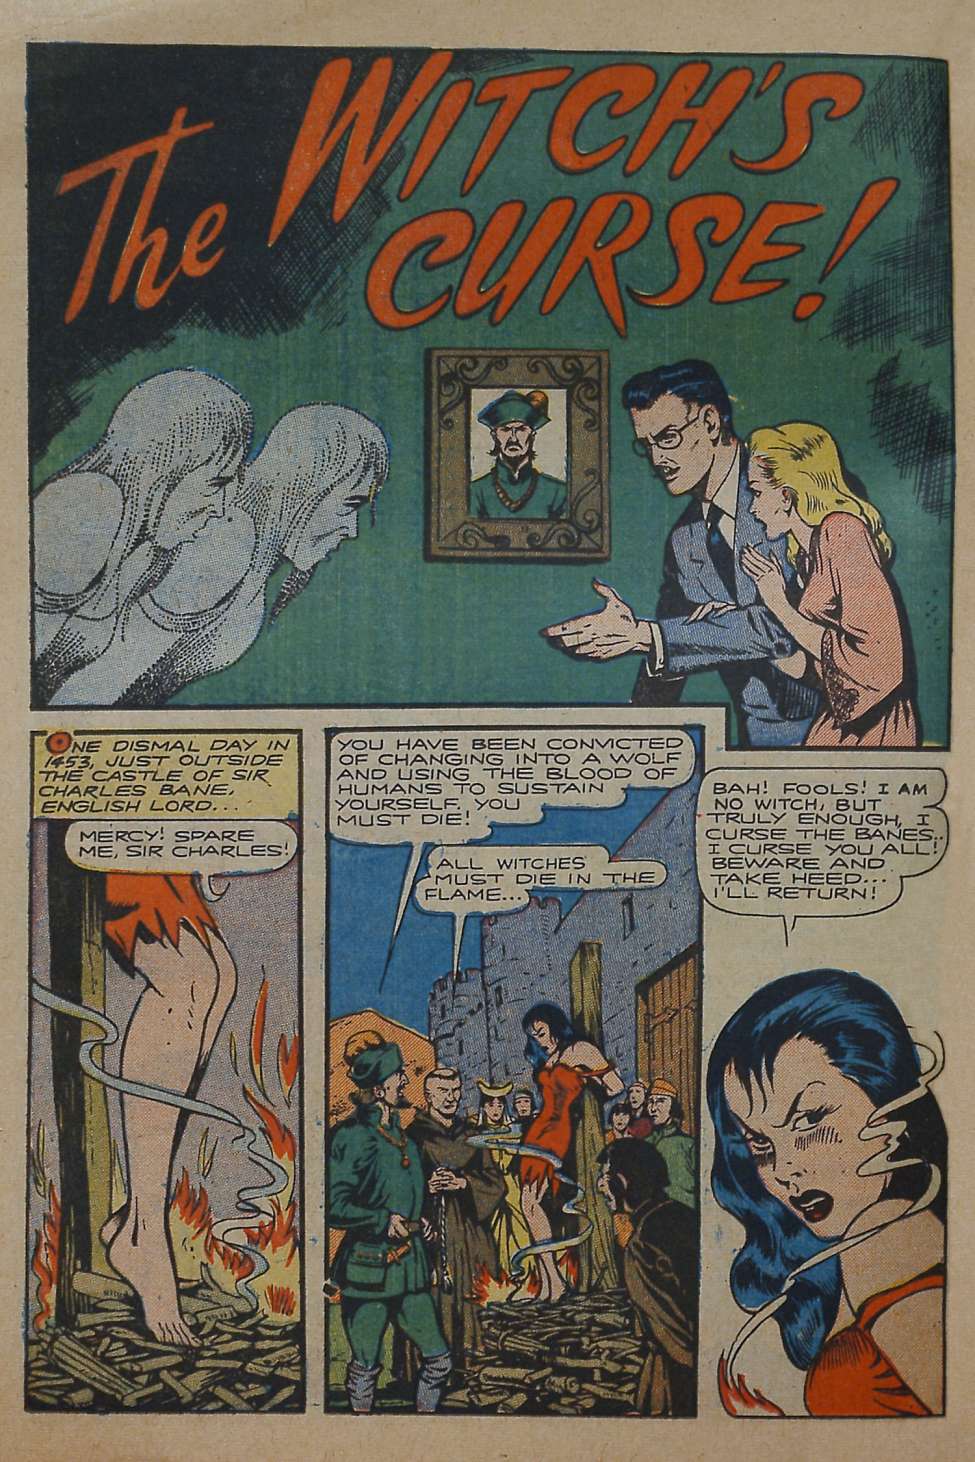 The WITCH'S
CURSE!
ONE DISMAL DAY IN
1453, JUST OUTSIDE
THE CASTLE OF SIR
CHARLES BANE,
ENGLISH LORD...
MERCY! SPARE
ME, SIR CHARLES!
YOU HAVE BEEN CONVICTED
OF CHANGING INTO A WOLF
AND USING THE BLOOD OF
HUMANS TO SUSTAIN
YOURSELF. YOU
MUST DIE!
ALL WITCHES
MUST DIE IN THE
FLAME...
BAH! FOOLS! I AM
NO WITCH, BUT
TRULY ENOUGH, I
CURSE THE BANES..
I CURSE YOU ALL!
BEWARE AND
TAKE HEED...
I'LL RETURN!